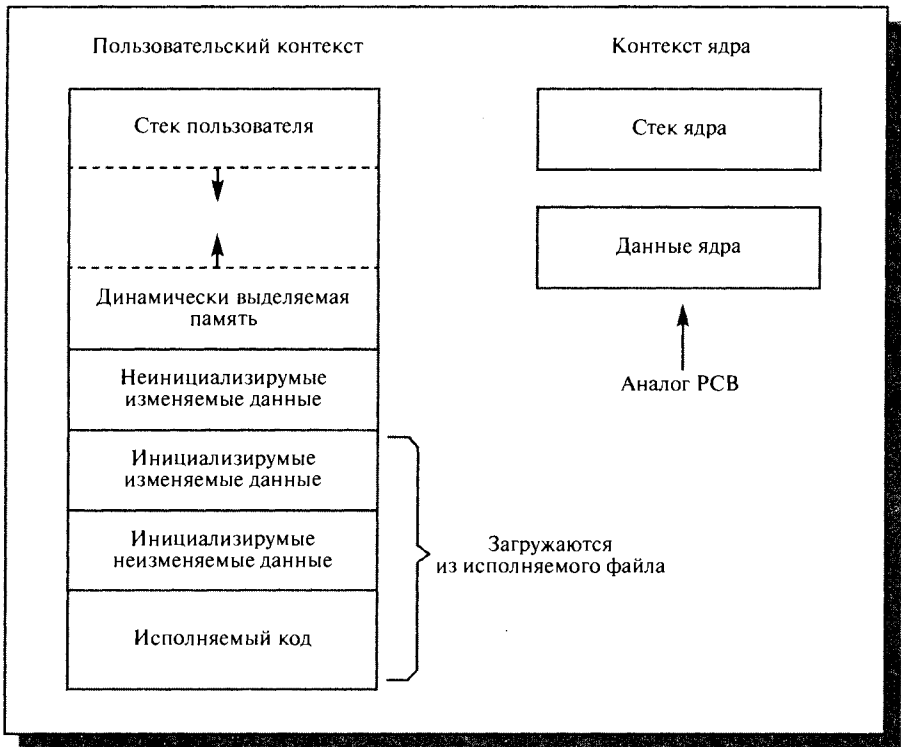 Пользовательский контекст
Контекст ядра
Стек пользователя
Динамически выделяемая
память
Неинициализирумые
изменяемые данные
Инициализирумые
изменяемые данные
Инициализирумые
неизменяемые данные
Исполняемый код
Стек ядра
Данные ядра
Аналог PCB
Загружаются
из исполняемого файла